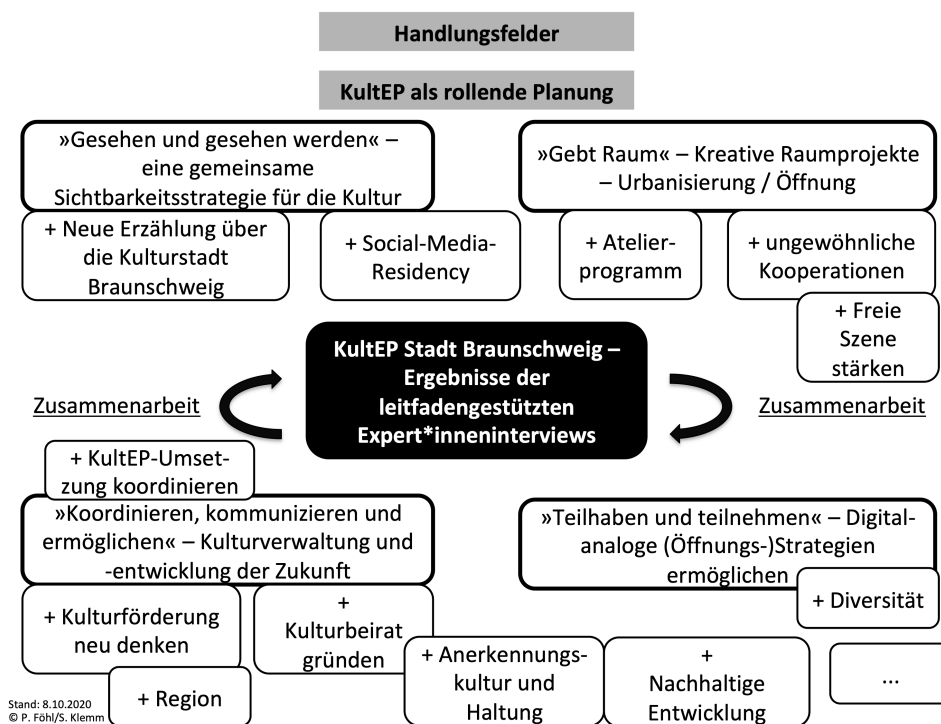 Handlungsfelder
KultEP als rollende Planung
»Gesehen und gesehen werden« –
eine gemeinsame
Sichtbarkeitsstrategie für die Kultur
+ Neue Erzählung über
die Kulturstadt
Braunschweig
+ Social-Media-
Residency
»Gebt Raum« – Kreative Raumprojekte
– Urbanisierung / Öffnung
+ Atelier-
programm
+ ungewöhnliche
Kooperationen
+ Freie
Szene
stärken
KultEP Stadt Braunschweig –
Ergebnisse der
leitfadengestützten
Expert*inneninterviews
Zusammenarbeit
Zusammenarbeit
+ KultEP-Umset-
zung koordinieren
»Koordinieren, kommunizieren und
ermöglichen« – Kulturverwaltung und
-entwicklung der Zukunft
+ Kulturförderung
neu denken
+
Kulturbeirat
gründen
+ Region
»Teilhaben und teilnehmen« – Digital-
analoge (Öffnungs-)Strategien
ermöglichen
+ Diversität
+ Anerkennungs-
kultur und
Haltung
+
Nachhaltige
Entwicklung
...
Stand: 8.10.2020
© P. Föhl/S. Klemm